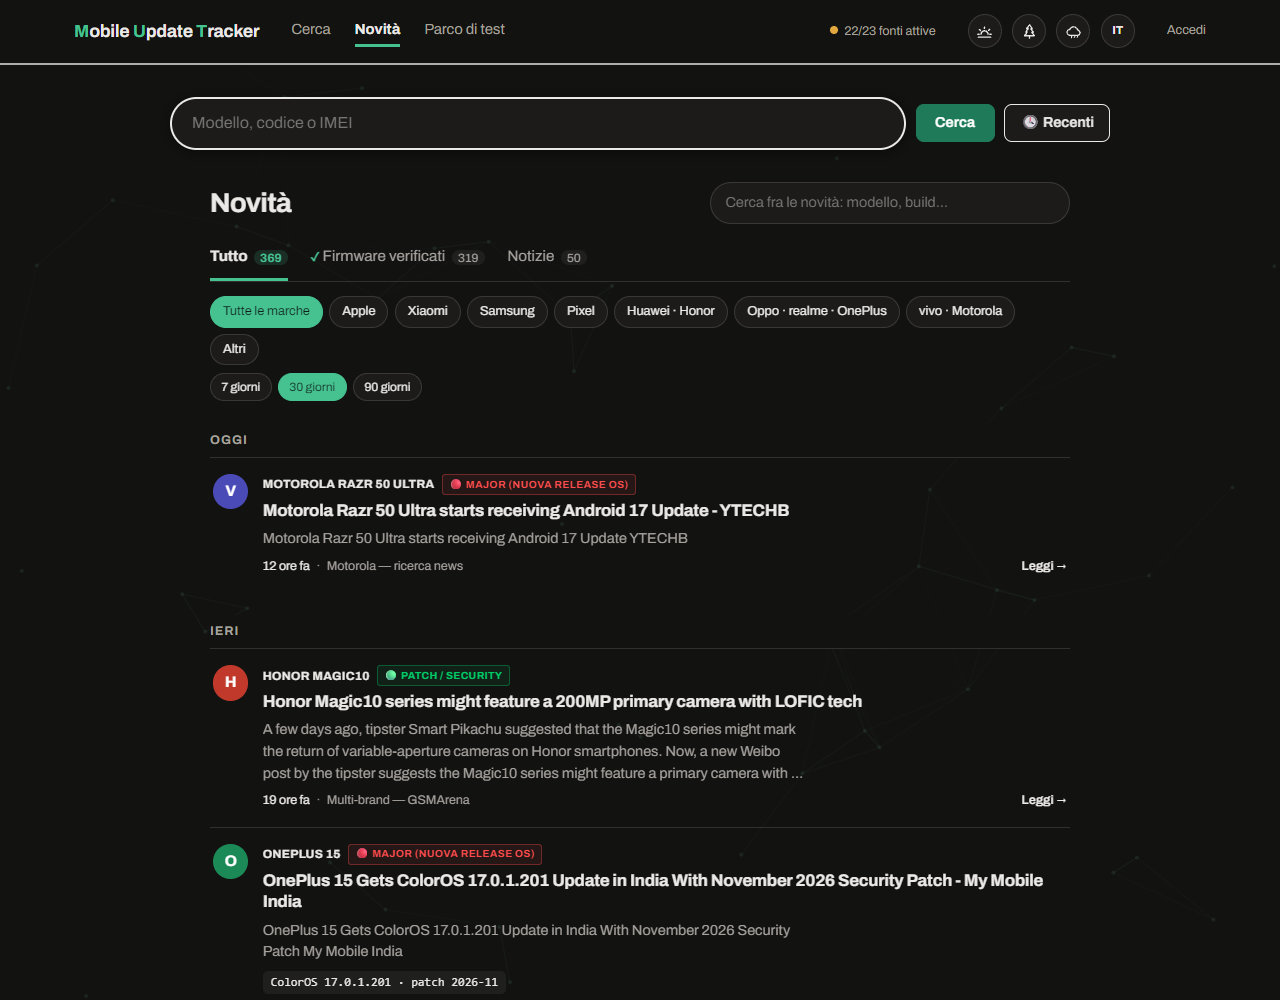 Mobile Update Tracker
Cerca
Novità
Parco di test
22/23 fonti attive
IT
Accedi
Modello, codice o IMEI
Cerca
Recenti
Novità
Cerca fra le novità: modello, build...
Tutto 369
✓ Firmware verificati 319
Notizie 50
Tutte le marche
Apple
Xiaomi
Samsung
Pixel
Huawei · Honor
Oppo · realme · OnePlus
vivo · Motorola
Altri
7 giorni
30 giorni
90 giorni
OGGI
V
MOTOROLA RAZR 50 ULTRA
MAJOR (NUOVA RELEASE OS)
Motorola Razr 50 Ultra starts receiving Android 17 Update - YTECHB
Motorola Razr 50 Ultra starts receiving Android 17 Update YTECHB
12 ore fa · Motorola — ricerca news
Leggi →
IERI
H
HONOR MAGIC10
PATCH / SECURITY
Honor Magic10 series might feature a 200MP primary camera with LOFIC tech
A few days ago, tipster Smart Pikachu suggested that the Magic10 series might mark
the return of variable-aperture cameras on Honor smartphones. Now, a new Weibo
post by the tipster suggests the Magic10 series might feature a primary camera with ...
19 ore fa · Multi-brand — GSMArena
Leggi →
O
ONEPLUS 15
MAJOR (NUOVA RELEASE OS)
OnePlus 15 Gets ColorOS 17.0.1.201 Update in India With November 2026 Security Patch - My Mobile
India
OnePlus 15 Gets ColorOS 17.0.1.201 Update in India With November 2026 Security
Patch My Mobile India
ColorOS 17.0.1.201 · patch 2026-11